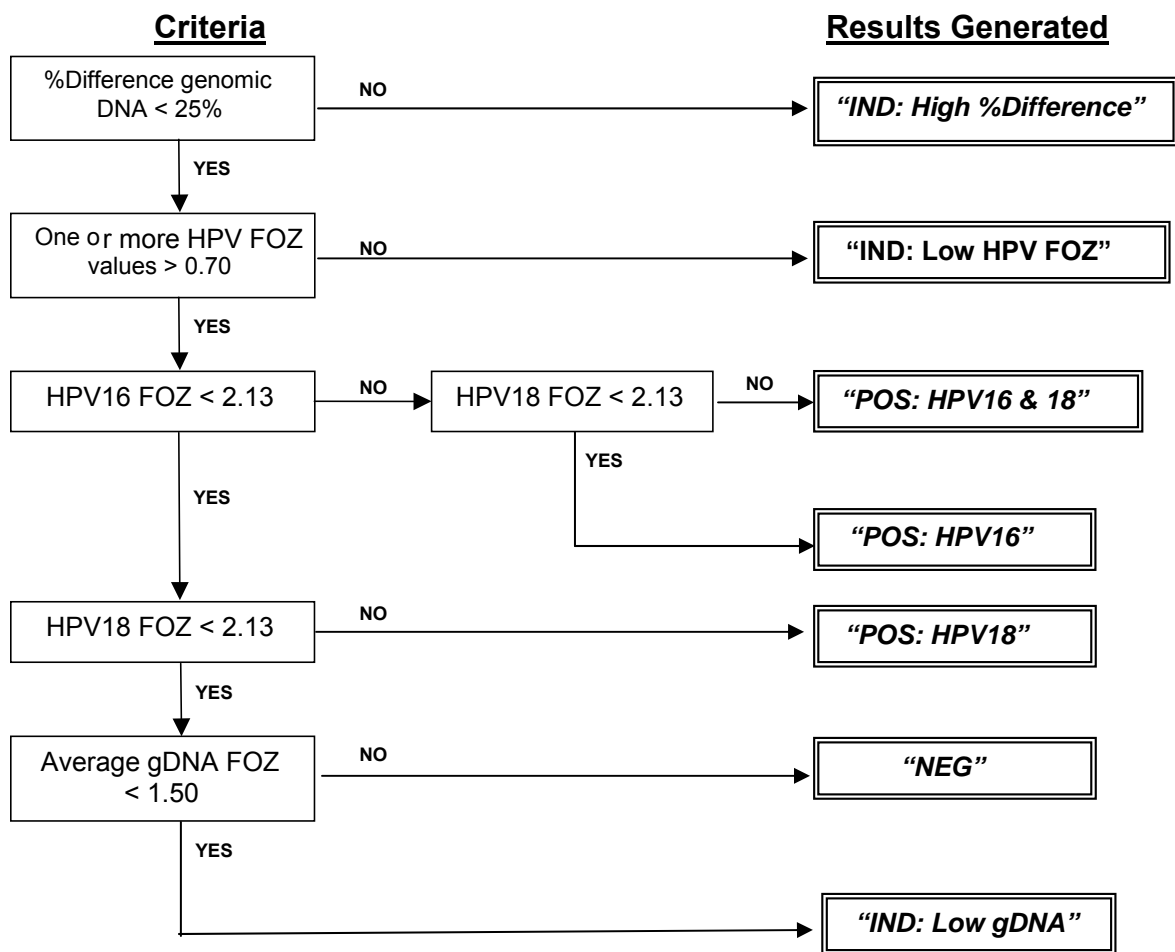 Criteria
Results Generated
%Difference genomic
DNA < 25%
NO
“IND: High %Difference”
YES
One or more HPV FOZ
values > 0.70
NO
“IND: Low HPV FOZ”
YES
HPV16 FOZ < 2.13
NO
HPV18 FOZ < 2.13
NO
“POS: HPV16 & 18”
YES
YES
“POS: HPV16”
HPV18 FOZ < 2.13
NO
“POS: HPV18”
YES
Average gDNA FOZ
< 1.50
NO
“NEG”
YES
“IND: Low gDNA”